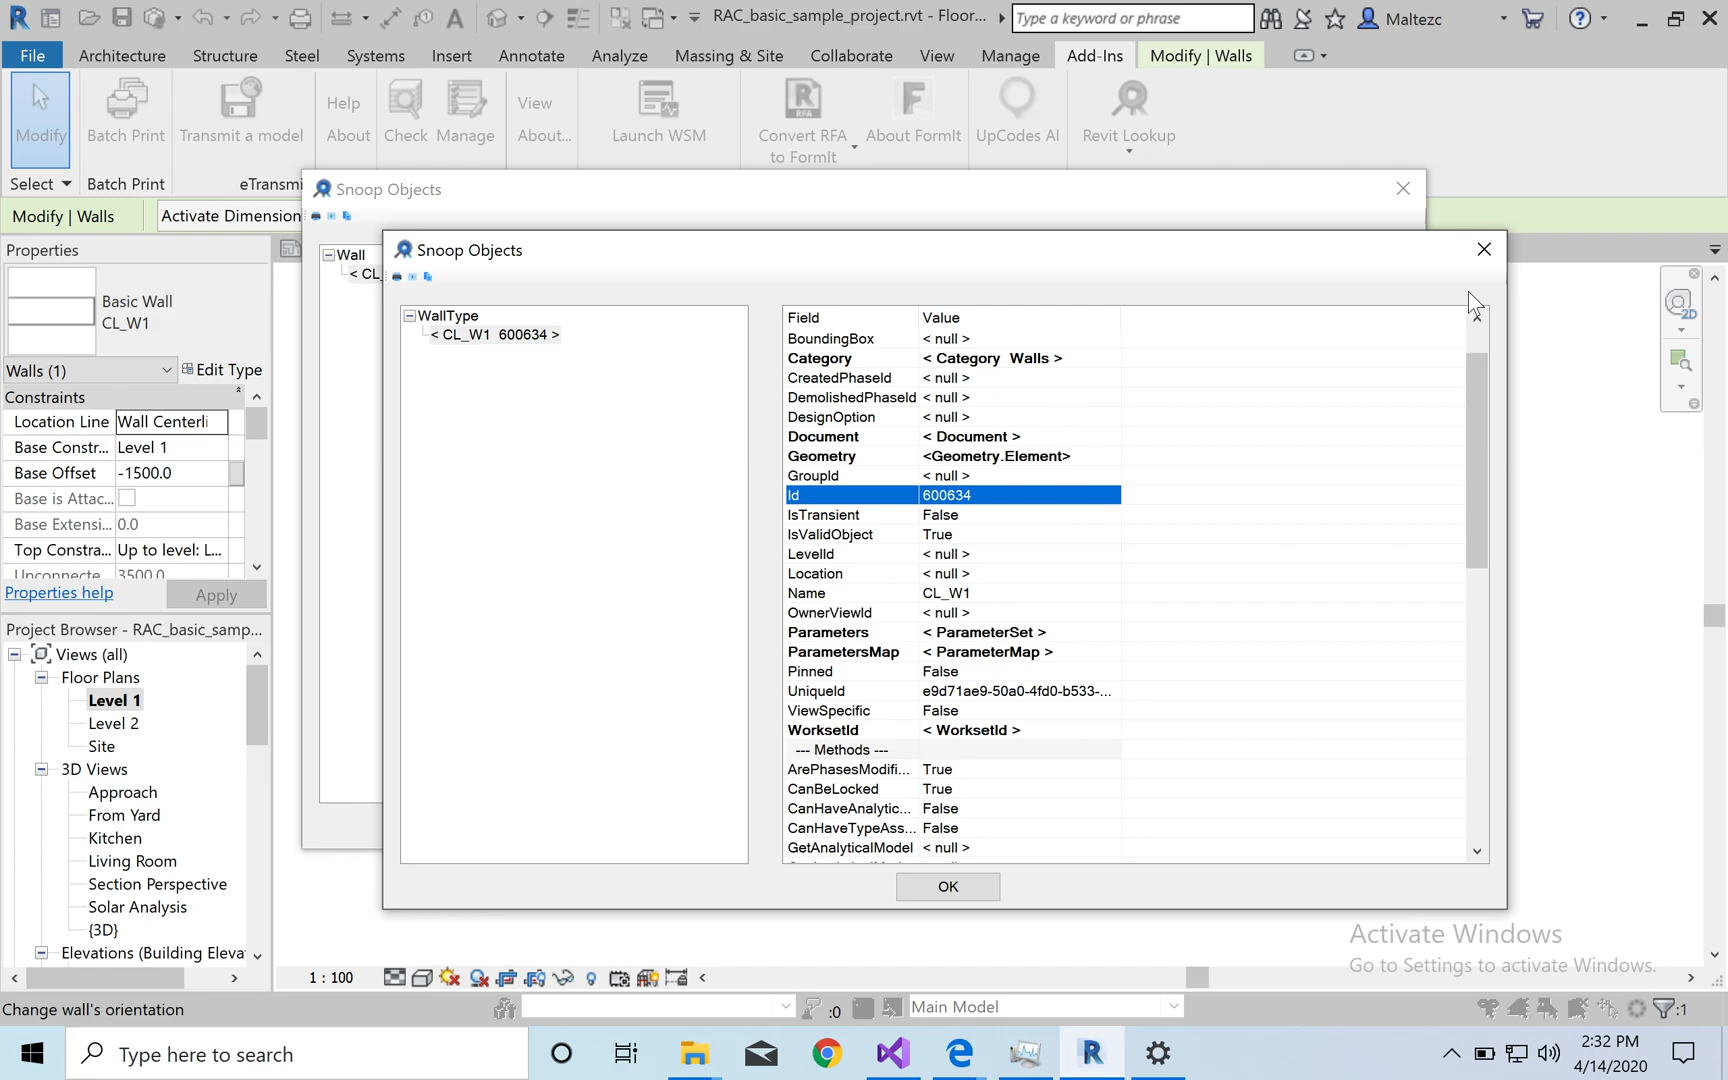 RAC_basic_sample_project.rvt - Floor...
Type a keyword or phrase
Maltezc
File
Architecture
Structure
Steel
Systems
Insert
Annotate
Analyze
Massing & Site
Collaborate
View
Manage
Add-Ins
Modify | Walls
Modify
Batch Print
Transmit a model
Help
About
Check
Manage
View
About...
Launch WSM
Convert RFA
to FormIt
About FormIt
UpCodes AI
Revit Lookup
Select
Batch Print
eTransmi
Modify | Walls
Activate Dimension
Snoop Objects
Wall
< CL_
Properties
Basic Wall
CL_W1
Walls (1)
Edit Type
Constraints
Location Line Wall Centerli
Base Constr... Level 1
Base Offset -1500.0
Base is Attac...
Base Extensi... 0.0
Top Constra... Up to level: L...
Unconnecte 3500.0
Properties help
Apply
Project Browser - RAC_basic_samp...
Views (all)
Floor Plans
Level 1
Level 2
Site
3D Views
Approach
From Yard
Kitchen
Living Room
Section Perspective
Solar Analysis
{3D}
Elevations (Building Eleva
Snoop Objects
WallType
< CL_W1 600634 >
Field Value
BoundingBox < null >
Category < Category Walls >
CreatedPhaseId < null >
DemolishedPhaseId < null >
DesignOption < null >
Document < Document >
Geometry <Geometry.Element>
GroupId < null >
Id 600634
IsTransient False
IsValidObject True
LevelId < null >
Location < null >
Name CL_W1
OwnerViewId < null >
Parameters < ParameterSet >
ParametersMap < ParameterMap >
Pinned False
UniqueId e9d71ae9-50a0-4fd0-b533-...
ViewSpecific False
WorksetId < WorksetId >
--- Methods ---
ArePhasesModifi... True
CanBeLocked True
CanHaveAnalytic... False
CanHaveTypeAss... False
GetAnalyticalModel < null >
OK
2D
Activate Windows
Go to Settings to activate Windows.
1 : 100
Change wall's orientation
:0
Main Model
:1
Type here to search
2:32 PM
4/14/2020